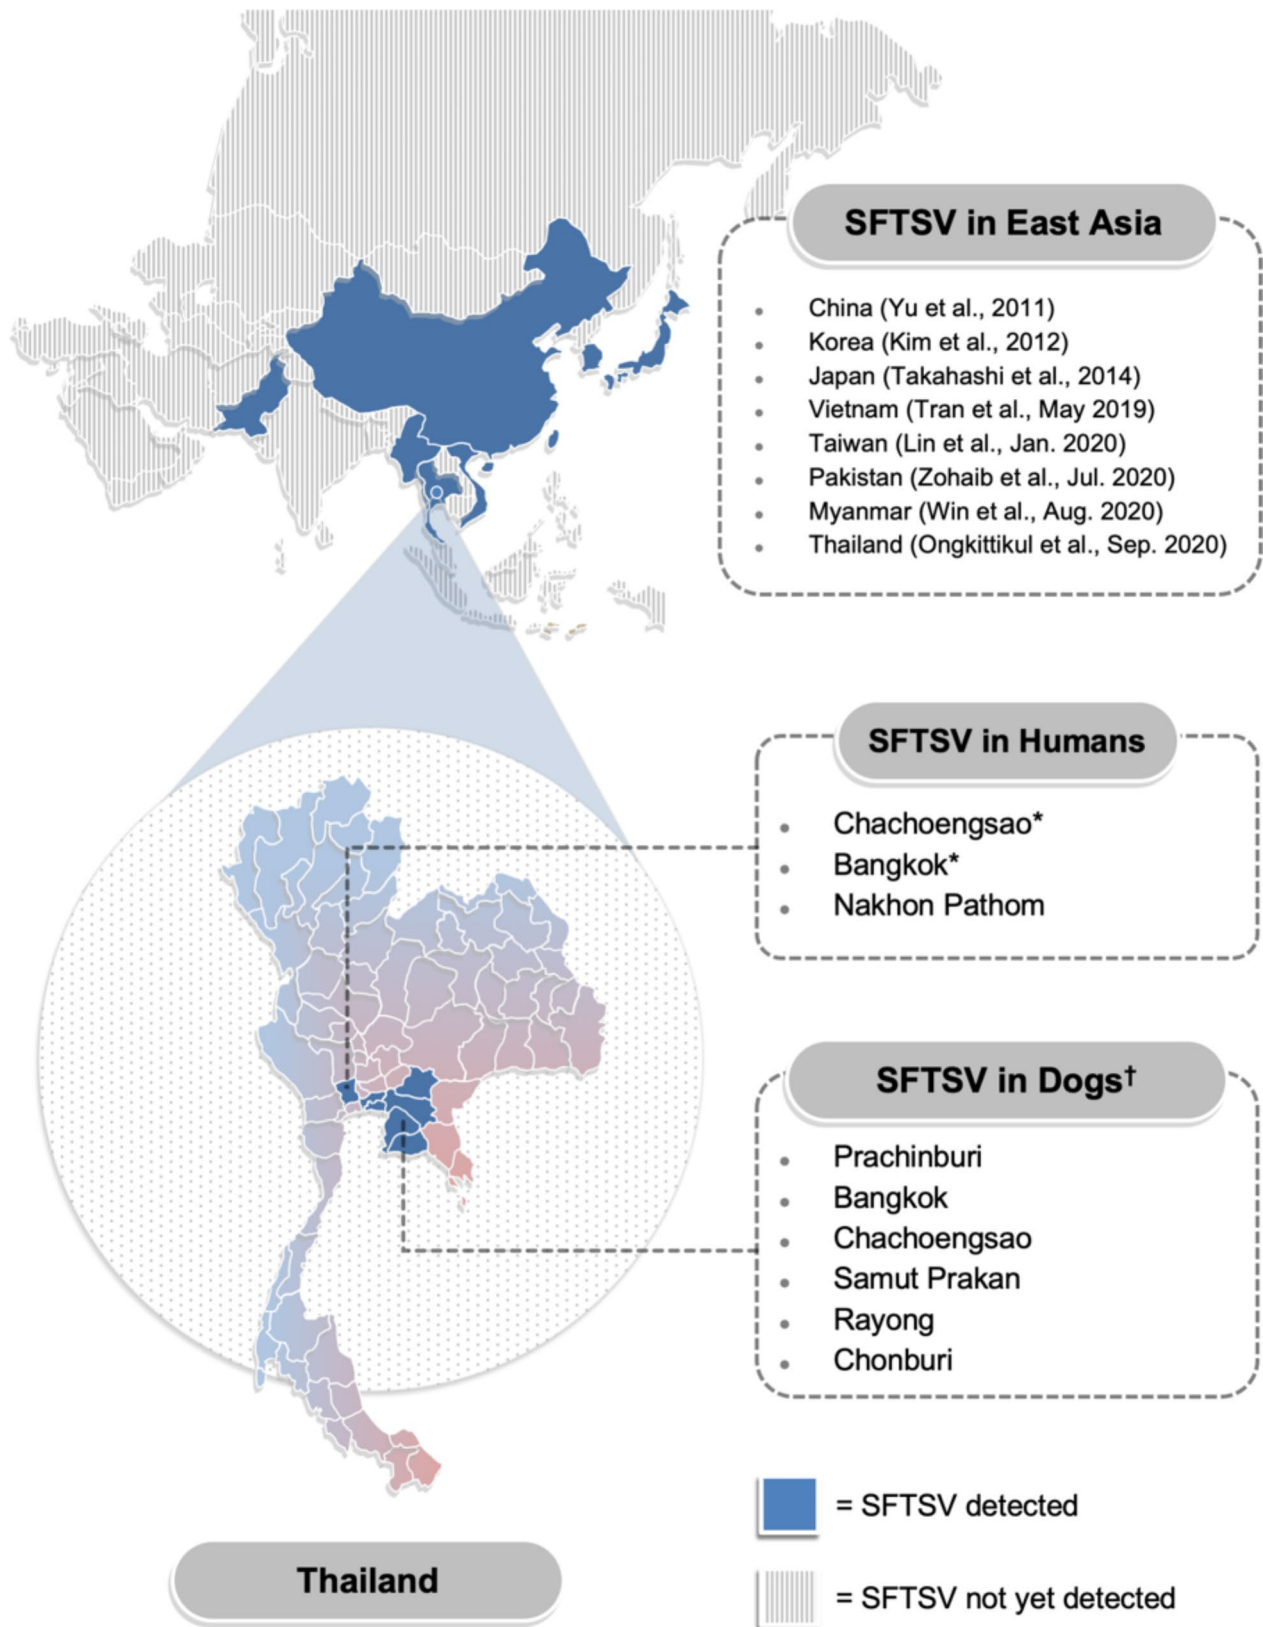 SFTSV in East Asia
• China (Yu et al., 2011)
• Korea (Kim et al., 2012)
• Japan (Takahashi et al., 2014)
• Vietnam (Tran et al., May 2019)
• Taiwan (Lin et al., Jan. 2020)
• Pakistan (Zohaib et al., Jul. 2020)
• Myanmar (Win et al., Aug. 2020)
• Thailand (Ongkittikul et al., Sep. 2020)
SFTSV in Humans
• Chachoengsao*
• Bangkok*
• Nakhon Pathom
SFTSV in Dogs†
• Prachinburi
• Bangkok
• Chachoengsao
• Samut Prakan
• Rayong
• Chonburi
= SFTSV detected
= SFTSV not yet detected
Thailand